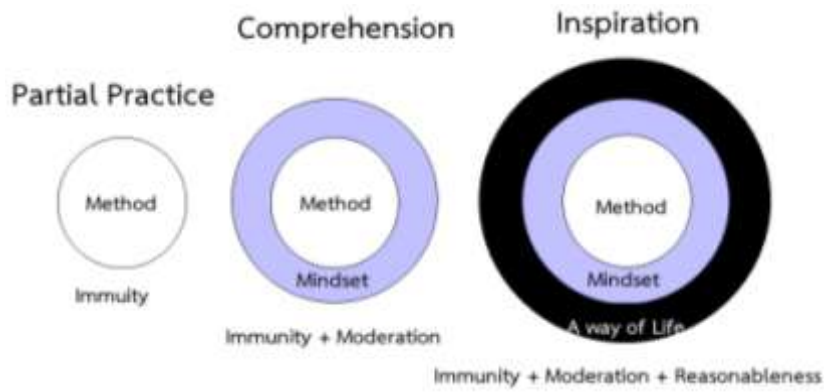 Partial Practice
Method
Immuity
Comprehension
Method
Mindset
Immunity + Moderation
Inspiration
Method
Mindset
A way of Life
Immunity + Moderation + Reasonableness